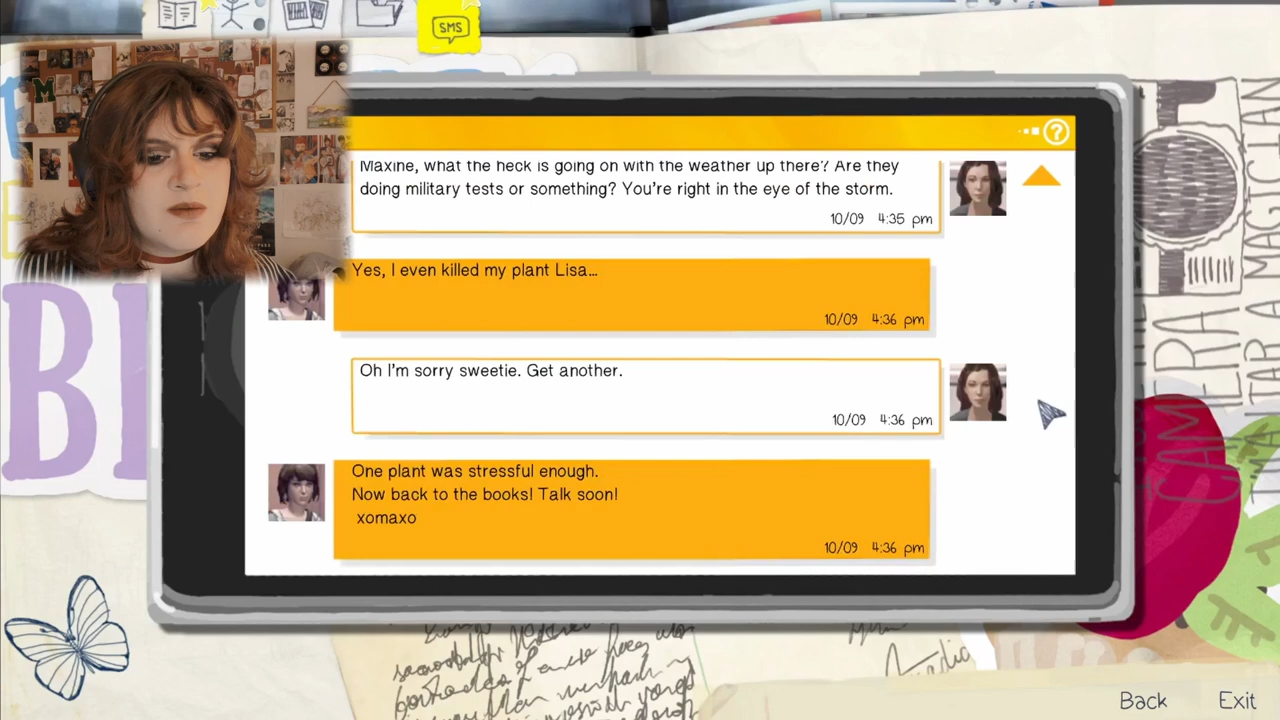 SMS
Maxine, what the heck is going on with the weather up there? Are they
doing military tests or something? You're right in the eye of the storm.
10/09 4:35 pm
Yes, I even killed my plant Lisa...
10/09 4:36 pm
Oh I'm sorry sweetie. Get another.
10/09 4:36 pm
One plant was stressful enough.
Now back to the books! Talk soon!
xomaxo
10/09 4:36 pm
CAMERA
MAGICIAN
Back
Exit